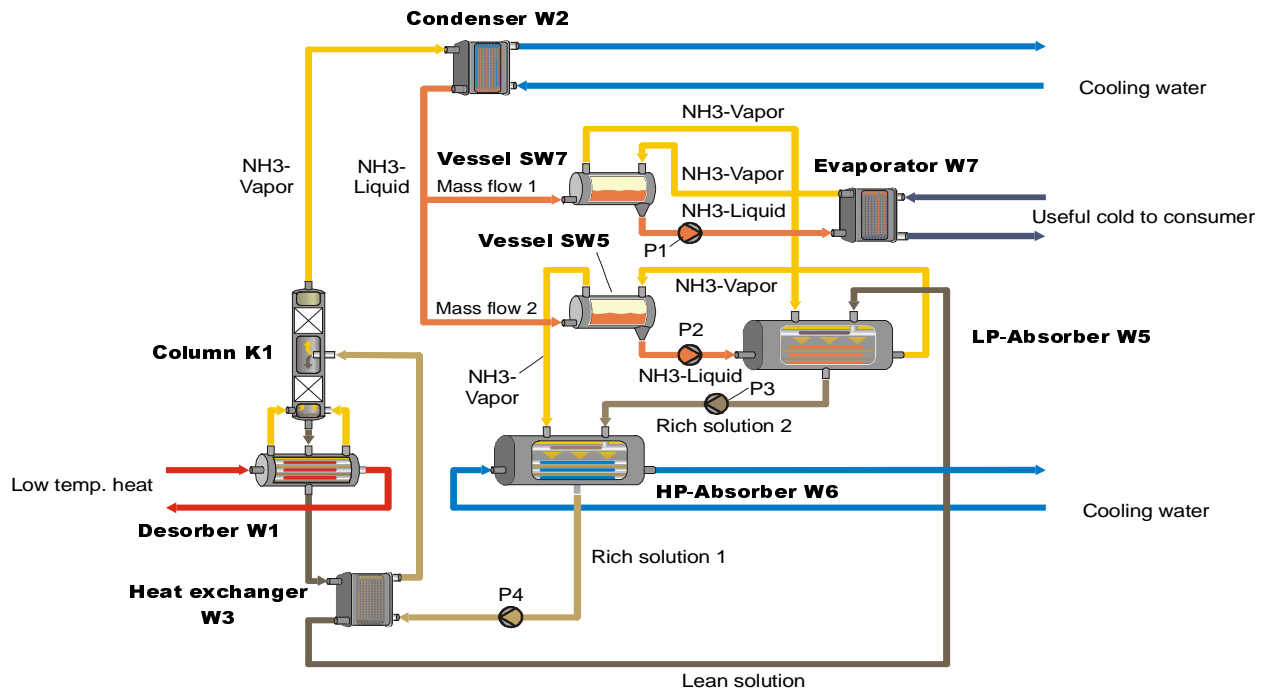 Condenser W2
Cooling water
NH3-Vapor
NH3-
Vapor
NH3-
Liquid
Vessel SW7
Mass flow 1
NH3-Vapor
Evaporator W7
NH3-Liquid
P1
Useful cold to consumer
Vessel SW5
NH3-Vapor
Mass flow 2
P2
LP-Absorber W5
Column K1
NH3-Liquid
NH3-
Vapor
P3
Rich solution 2
Low temp. heat
HP-Absorber W6
Cooling water
Desorber W1
Rich solution 1
Heat exchanger
W3
P4
Lean solution